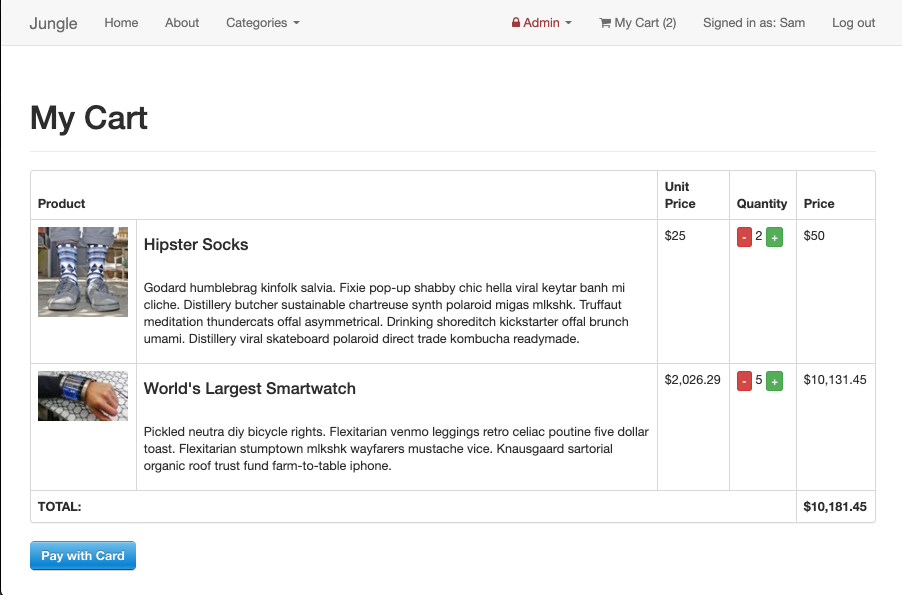 Jungle Home About Categories Admin My Cart (2) Signed in as: Sam Log out
My Cart
Product Unit Price Quantity Price
Hipster Socks
$25 - 2 + $50
Godard humblebrag kinfolk salvia. Fixie pop-up shabby chic hella viral keytar banh mi
cliche. Distillery butcher sustainable chartreuse synth polaroid migas mlkshk. Truffaut
meditation thundercats offal asymmetrical. Drinking shoreditch kickstarter offal brunch
umami. Distillery viral skateboard polaroid direct trade kombucha readymade.
World's Largest Smartwatch
$2,026.29 - 5 + $10,131.45
Pickled neutra diy bicycle rights. Flexitarian venmo leggings retro celiac poutine five dollar
toast. Flexitarian stumptown mlkshk wayfarers mustache vice. Knausgaard sartorial
organic roof trust fund farm-to-table iphone.
TOTAL: $10,181.45
Pay with Card